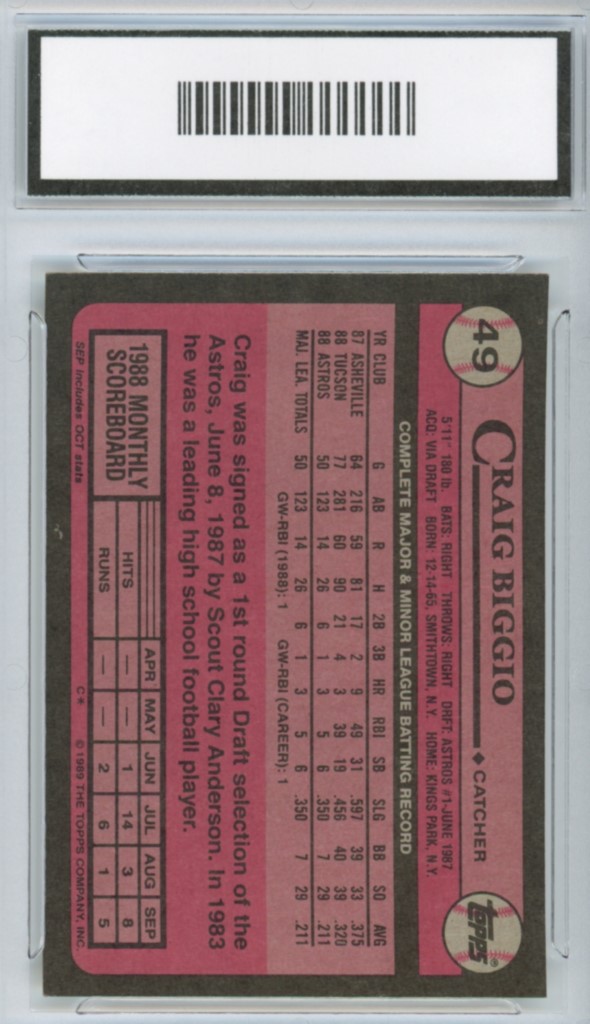 49
CRAIG BIGGIO ♦ CATCHER
TOPPS®
5'11" 180 lb. BATS: RIGHT THROWS: RIGHT DRFT: ASTROS #1-JUNE 1987
ACQ: VIA DRAFT BORN: 12-14-65, SMITHTOWN, N.Y. HOME: KINGS PARK, N.Y.
COMPLETE MAJOR & MINOR LEAGUE BATTING RECORD
YR CLUB G AB R H 2B 3B HR RBI SB SLG BB SO AVG
87 ASHEVILLE 64 216 59 81 17 2 9 49 31 .597 39 33 .375
88 TUCSON 77 281 60 90 21 4 3 39 19 .456 40 39 .320
88 ASTROS 50 123 14 26 6 1 3 5 6 .350 7 29 .211
MAJ. LEA. TOTALS 50 123 14 26 6 1 3 5 6 .350 7 29 .211
GW-RBI (1988): 1 GW-RBI (CAREER): 1
Craig was signed as a 1st round Draft selection of the
Astros, June 8, 1987 by Scout Clary Anderson. In 1983
he was a leading high school football player.
1988 MONTHLY
SCOREBOARD
APR MAY JUN JUL AUG SEP
HITS — — 1 14 3 8
RUNS — — 2 6 1 5
SEP includes OCT stats C* © 1989 THE TOPPS COMPANY, INC.